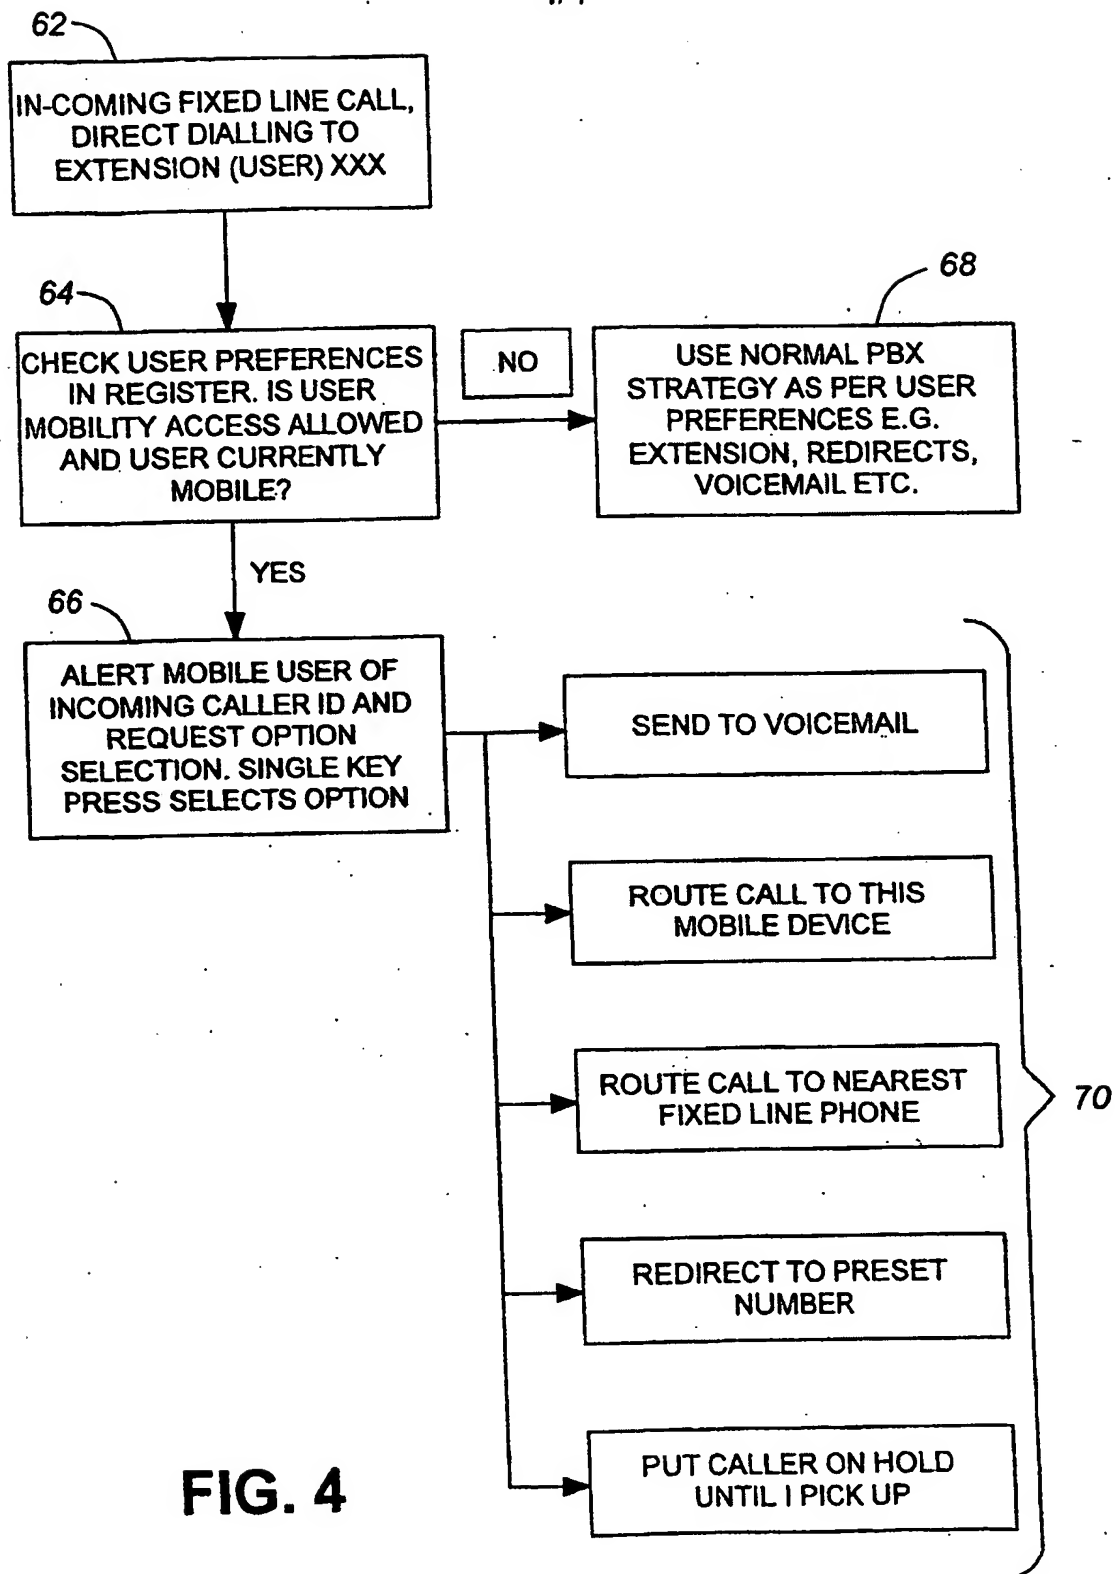 62
IN-COMING FIXED LINE CALL,
DIRECT DIALLING TO
EXTENSION (USER) XXX
64
CHECK USER PREFERENCES
IN REGISTER. IS USER
MOBILITY ACCESS ALLOWED
AND USER CURRENTLY
MOBILE?
NO
68
USE NORMAL PBX
STRATEGY AS PER USER
PREFERENCES E.G.
EXTENSION, REDIRECTS,
VOICEMAIL ETC.
YES
66
ALERT MOBILE USER OF
INCOMING CALLER ID AND
REQUEST OPTION
SELECTION. SINGLE KEY
PRESS SELECTS OPTION
SEND TO VOICEMAIL
ROUTE CALL TO THIS
MOBILE DEVICE
ROUTE CALL TO NEAREST
FIXED LINE PHONE
70
REDIRECT TO PRESET
NUMBER
PUT CALLER ON HOLD
UNTIL I PICK UP
FIG. 4